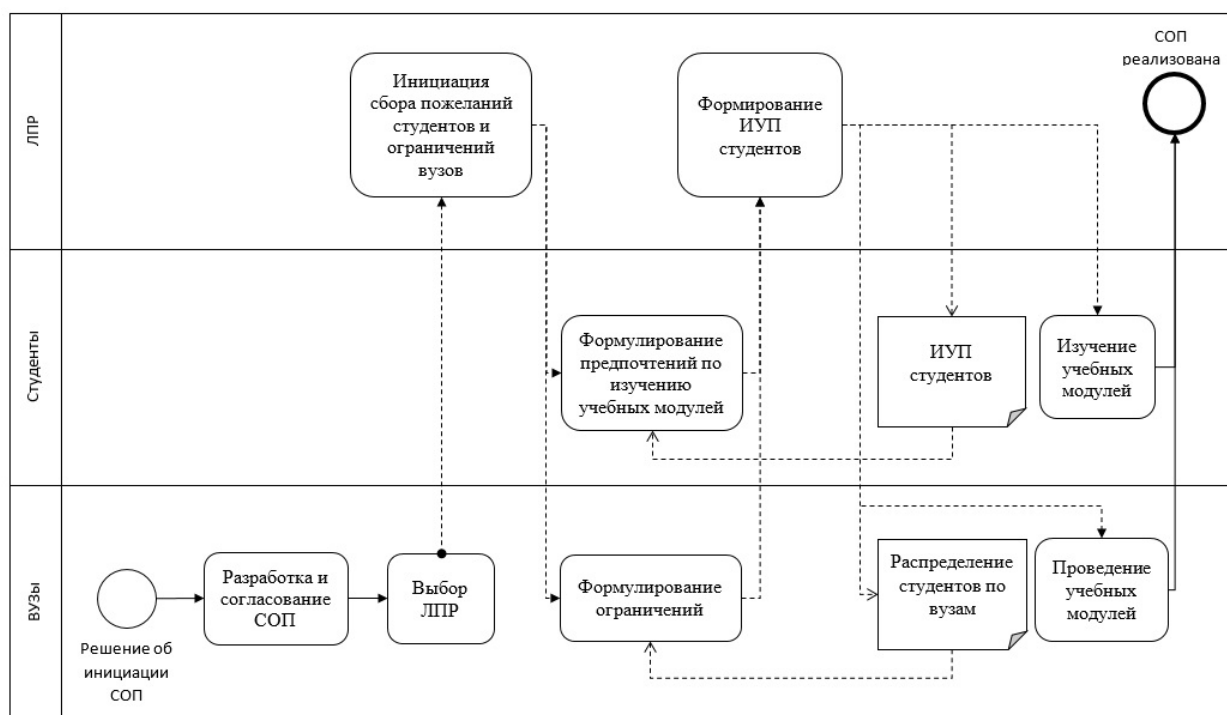 ЛПР
Инициация
сбора пожеланий
студентов и
ограничений
вузов
Формирование
ИУП
студентов
СОП
реализована
Студенты
Формулирование
предпочтений по
изучению
учебных модулей
ИУП
студентов
Изучение
учебных
модулей
ВУЗы
Решение об
инициации
СОП
Разработка и
согласование
СОП
Выбор
ЛПР
Формулирование
ограничений
Распределение
студентов по
вузам
Проведение
учебных
модулей